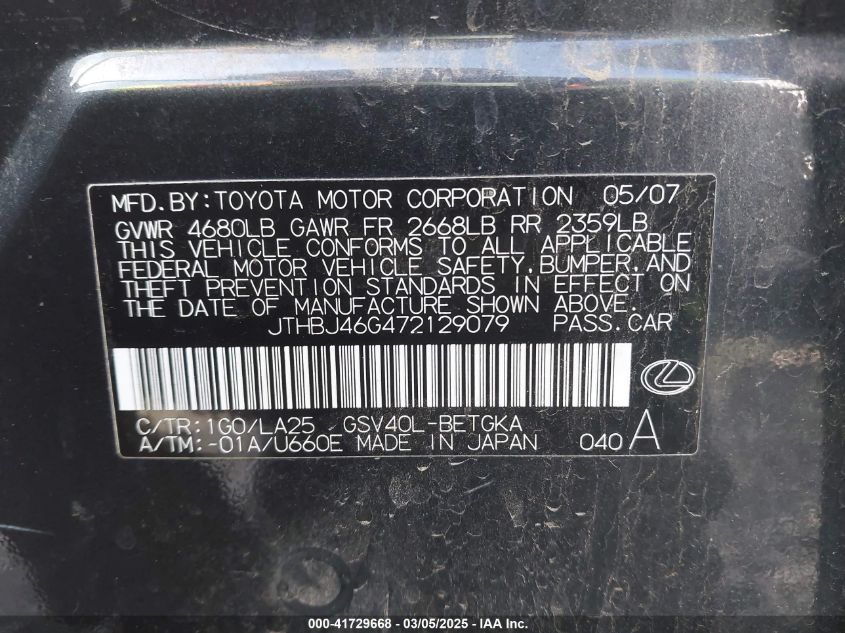 MFD.BY:TOYOTA MOTOR CORPORATION 05/07
GVWR 4680LB GAWR FR 2668LB RR 2359LB
THIS VEHICLE CONFORMS TO ALL APPLICABLE
FEDERAL MOTOR VEHICLE SAFETY,BUMPER,AND
THEFT PREVENTION STANDARDS IN EFFECT ON
THE DATE OF MANUFACTURE SHOWN ABOVE.
JTHBJ46G472129079 PASS.CAR
C/TR:1G0/LA25 GSV40L-BETGKA
A/TM:-01A/U660E MADE IN JAPAN 040 A
000-41729668 - 03/05/2025 - IAA Inc.